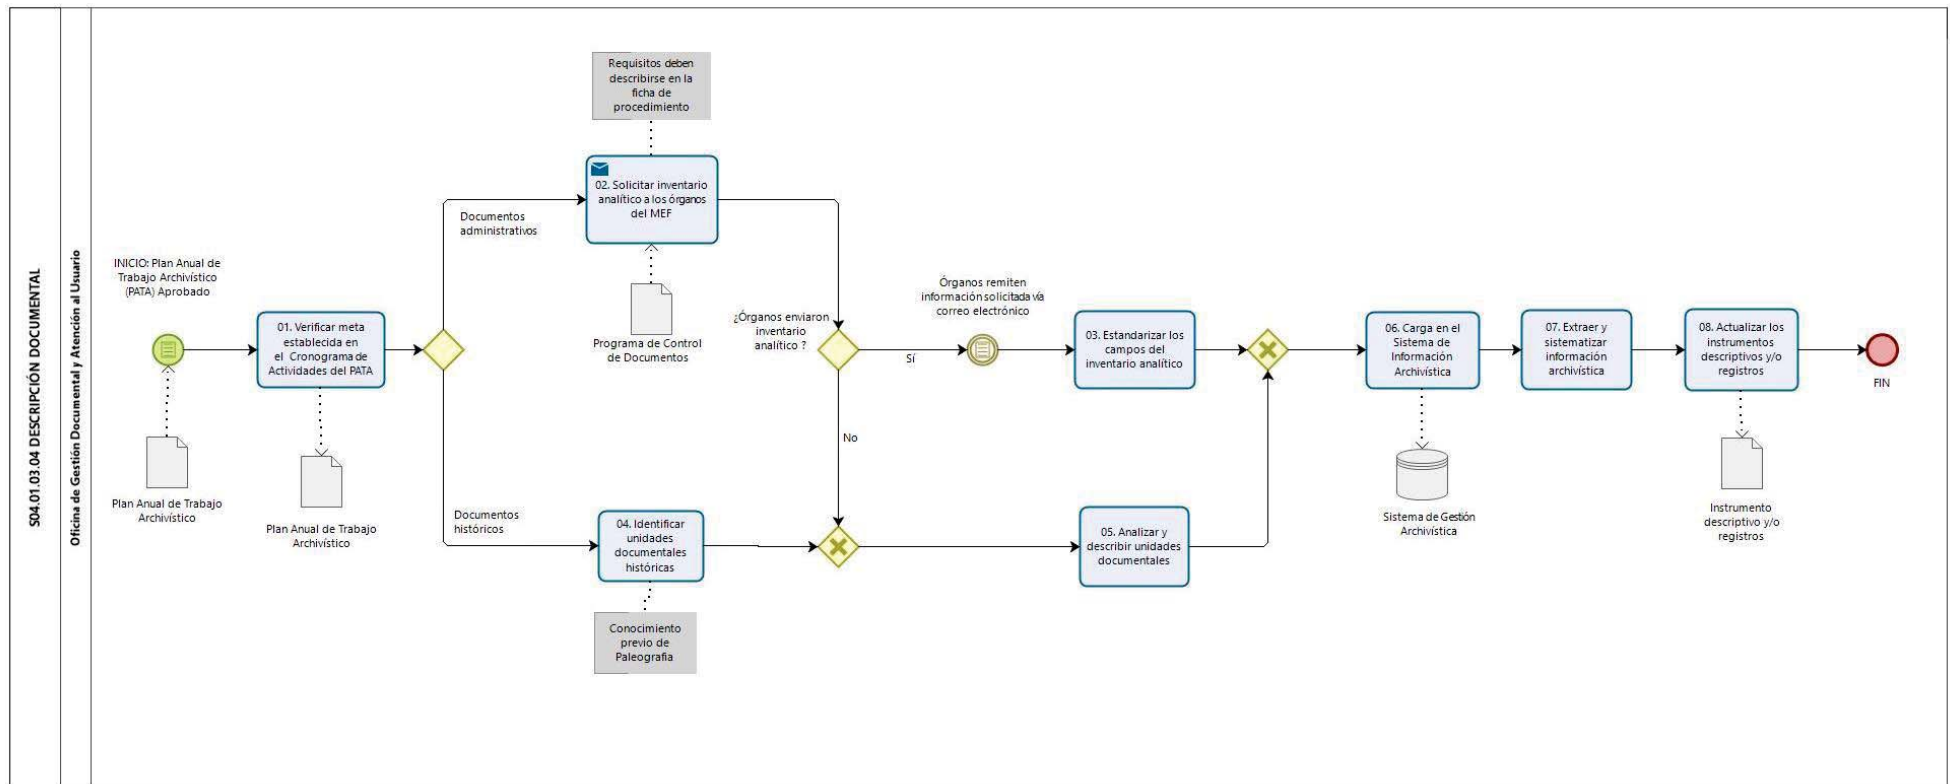 S04.01.03.04 DESCRIPCIÓN DOCUMENTAL
Oficina de Gestión Documental y Atención al Usuario
INICIO: Plan Anual de
Trabajo Archivístico
(PATA) Aprobado
Plan Anual de Trabajo
Archivístico
01. Verificar meta
establecida en
el Cronograma de
Actividades del PATA
Plan Anual de Trabajo
Archivístico
Documentos
administrativos
Documentos
históricos
Requisitos deben
describirse en la
ficha de
procedimiento
02. Solicitar inventario
analítico a los órganos
del MEF
Programa de Control
de Documentos
04. Identificar
unidades
documentales
históricas
Conocimiento
previo de
Paleografia
¿Órganos enviaron
inventario
analítico ?
Sí
No
Órganos remiten
información solicitada vía
correo electrónico
03. Estandarizar los
campos del
inventario analítico
05. Analizar y
describir unidades
documentales
06. Carga en el
Sistema de
Información
Archivística
Sistema de Gestión
Archivística
07. Extraer y
sistematizar
información
archivística
08. Actualizar los
instrumentos
descriptivos y/o
registros
Instrumento
descriptivo y/o
registros
FIN